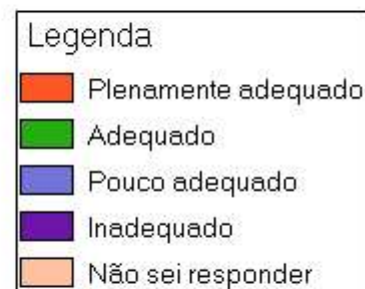 Legenda
Plenamente adequado
Adequado
Pouco adequado
Inadequado
Não sei responder